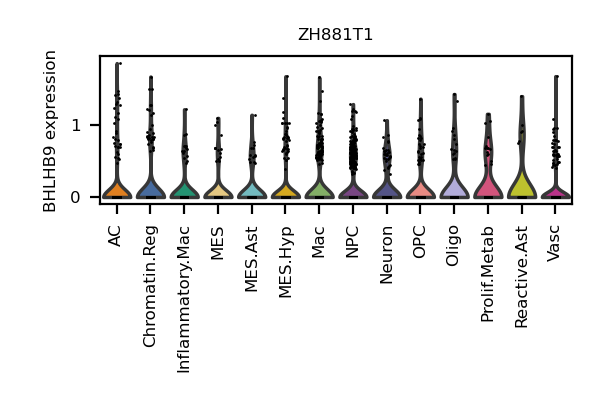 ZH881T1
BHLHB9 expression
1
0
AC
Chromatin.Reg
Inflammatory.Mac
MES
MES.Ast
MES.Hyp
Mac
NPC
Neuron
OPC
Oligo
Prolif.Metab
Reactive.Ast
Vasc